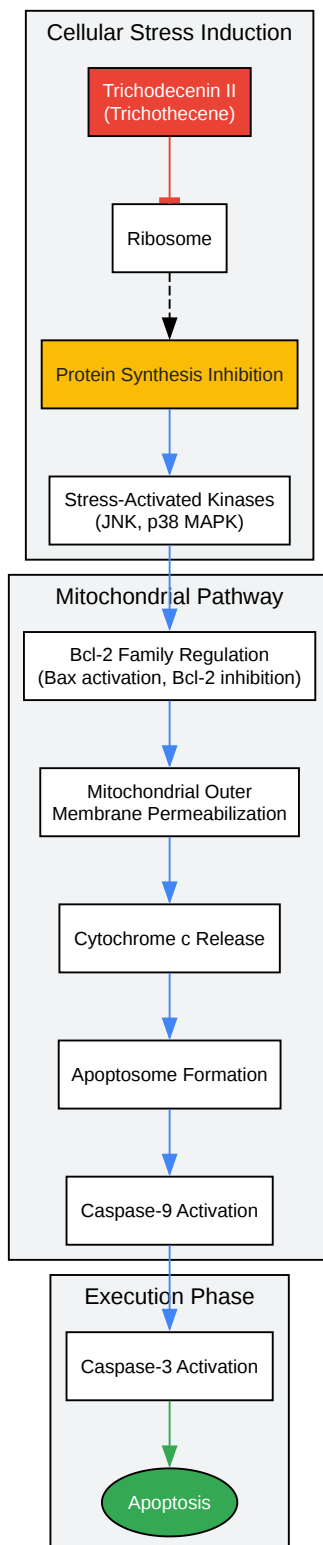 Cellular Stress Induction
Trichodecenin II
(Trichothecene)
Ribosome
Protein Synthesis Inhibition
Stress-Activated Kinases
(JNK, p38 MAPK)
Mitochondrial Pathway
Bcl-2 Family Regulation
(Bax activation, Bcl-2 inhibition)
Mitochondrial Outer
Membrane Permeabilization
Cytochrome c Release
Apoptosome Formation
Caspase-9 Activation
Execution Phase
Caspase-3 Activation
Apoptosis